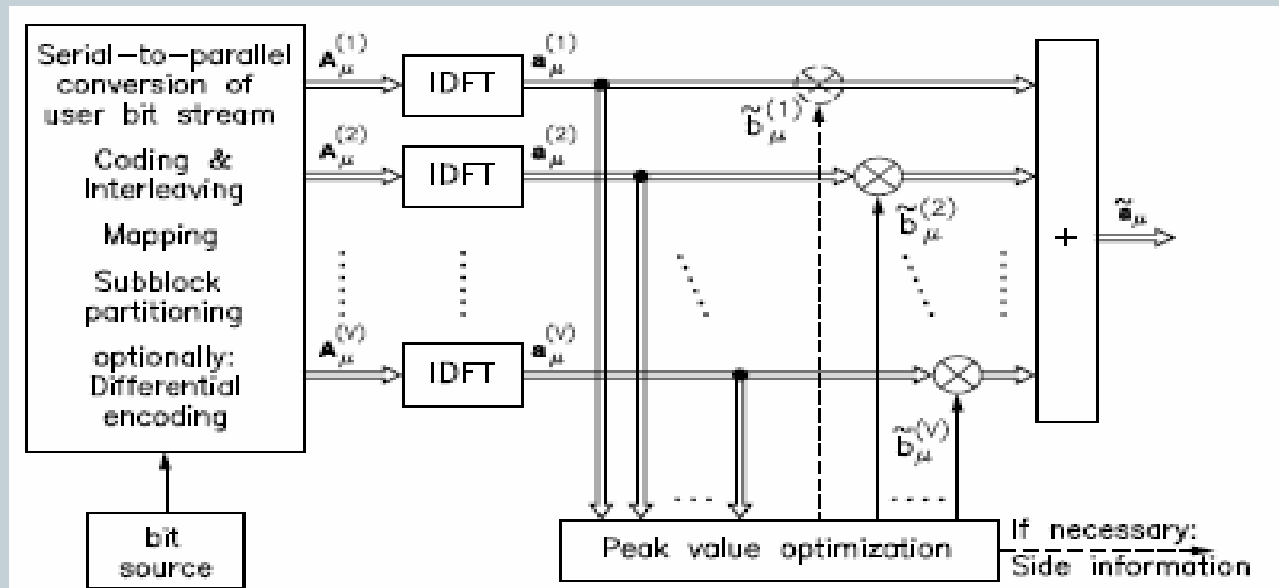 Serial-to-parallel
conversion of
user bit stream
Coding &
Interleaving
Mapping
Subblock
partitioning
optionally:
Differential
encoding
bit
source
A_μ^(1)
IDFT
a_μ^(1)
b̃_μ^(1)
A_μ^(2)
IDFT
a_μ^(2)
b̃_μ^(2)
A_μ^(V)
IDFT
a_μ^(V)
b̃_μ^(V)
+
ã_μ
Peak value optimization
If necessary:
Side information